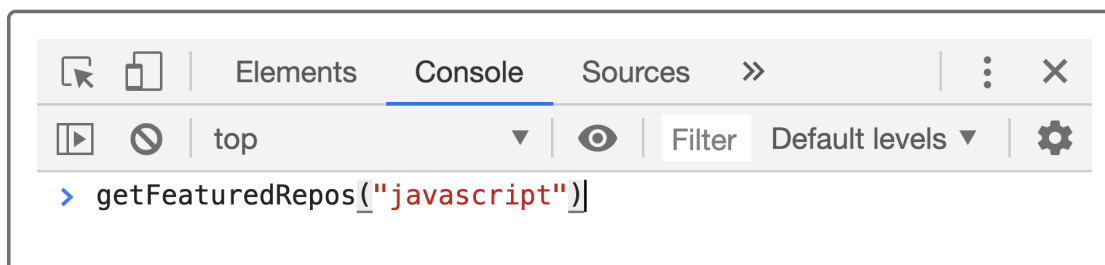 Elements Console Sources
top Filter Default levels
getFeaturedRepos("javascript")